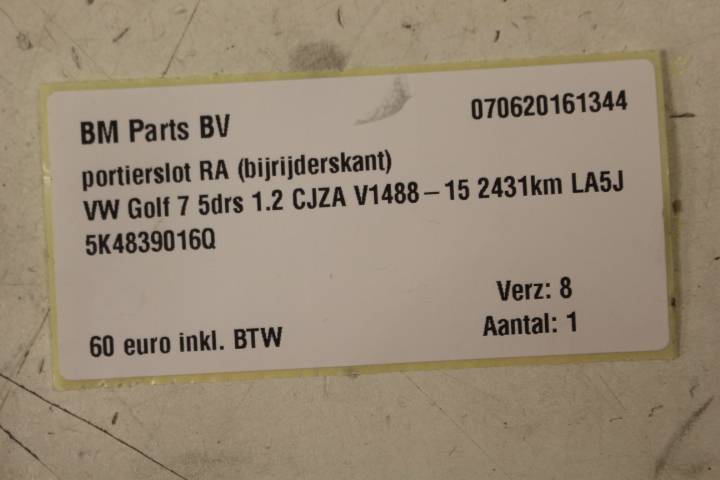 BM Parts BV
070620161344
portierslot RA (bijrijderskant)
VW Golf 7 5drs 1.2 CJZA V1488 – 15 2431km LA5J
5K4839016Q
Verz: 8
60 euro inkl. BTW
Aantal: 1